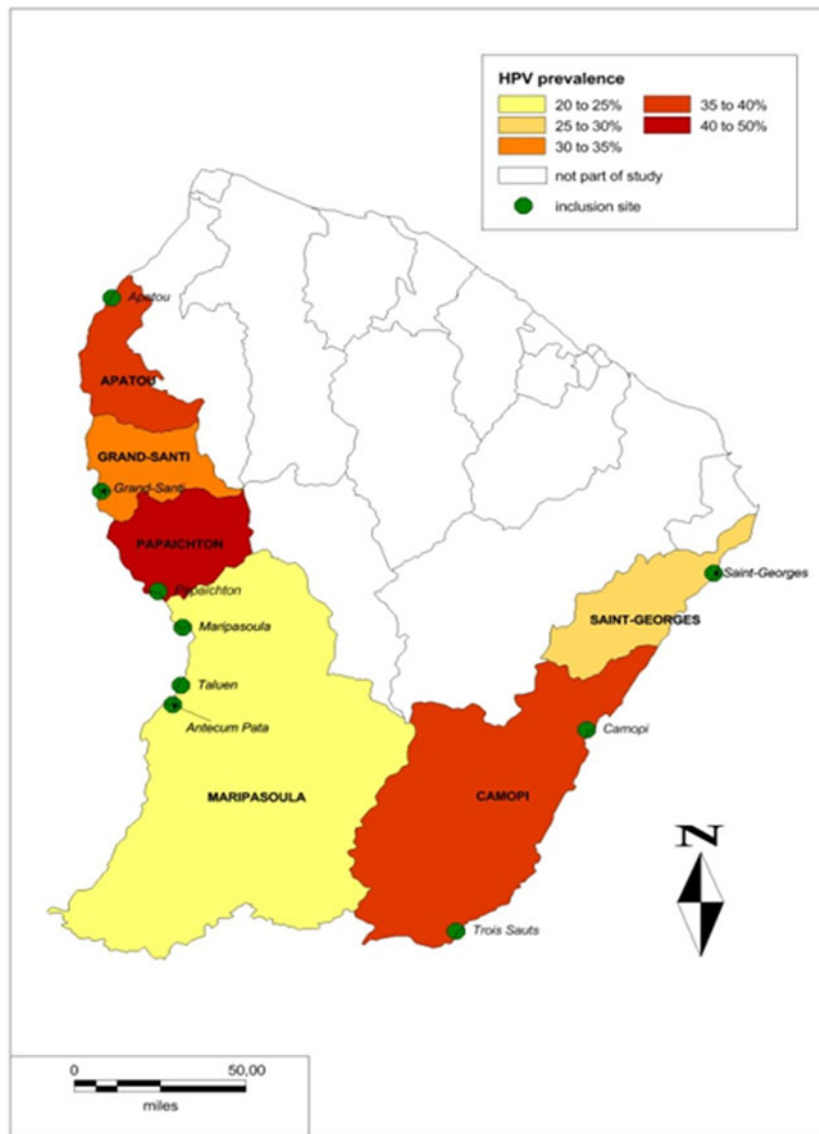 HPV prevalence
20 to 25%
35 to 40%
25 to 30%
40 to 50%
30 to 35%
not part of study
inclusion site
Apatou
APATOU
GRAND-SANTI
Grand-Santi
PAPAICHTON
Papaichton
Saint-Georges
SAINT-GEORGES
Maripasoula
Taluen
Antecum Pata
Camopi
MARIPASOULA
CAMOPI
N
Trois Sauts
0 50,00
miles